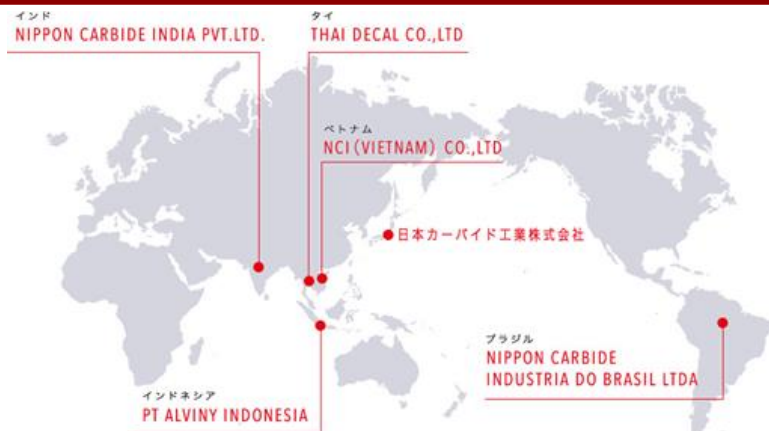 インド
NIPPON CARBIDE INDIA PVT.LTD.
タイ
THAI DECAL CO.,LTD
ベトナム
NCI (VIETNAM) CO.,LTD
日本カーバイド工業株式会社
ブラジル
NIPPON CARBIDE
INDUSTRIA DO BRASIL LTDA
インドネシア
PT ALVINY INDONESIA